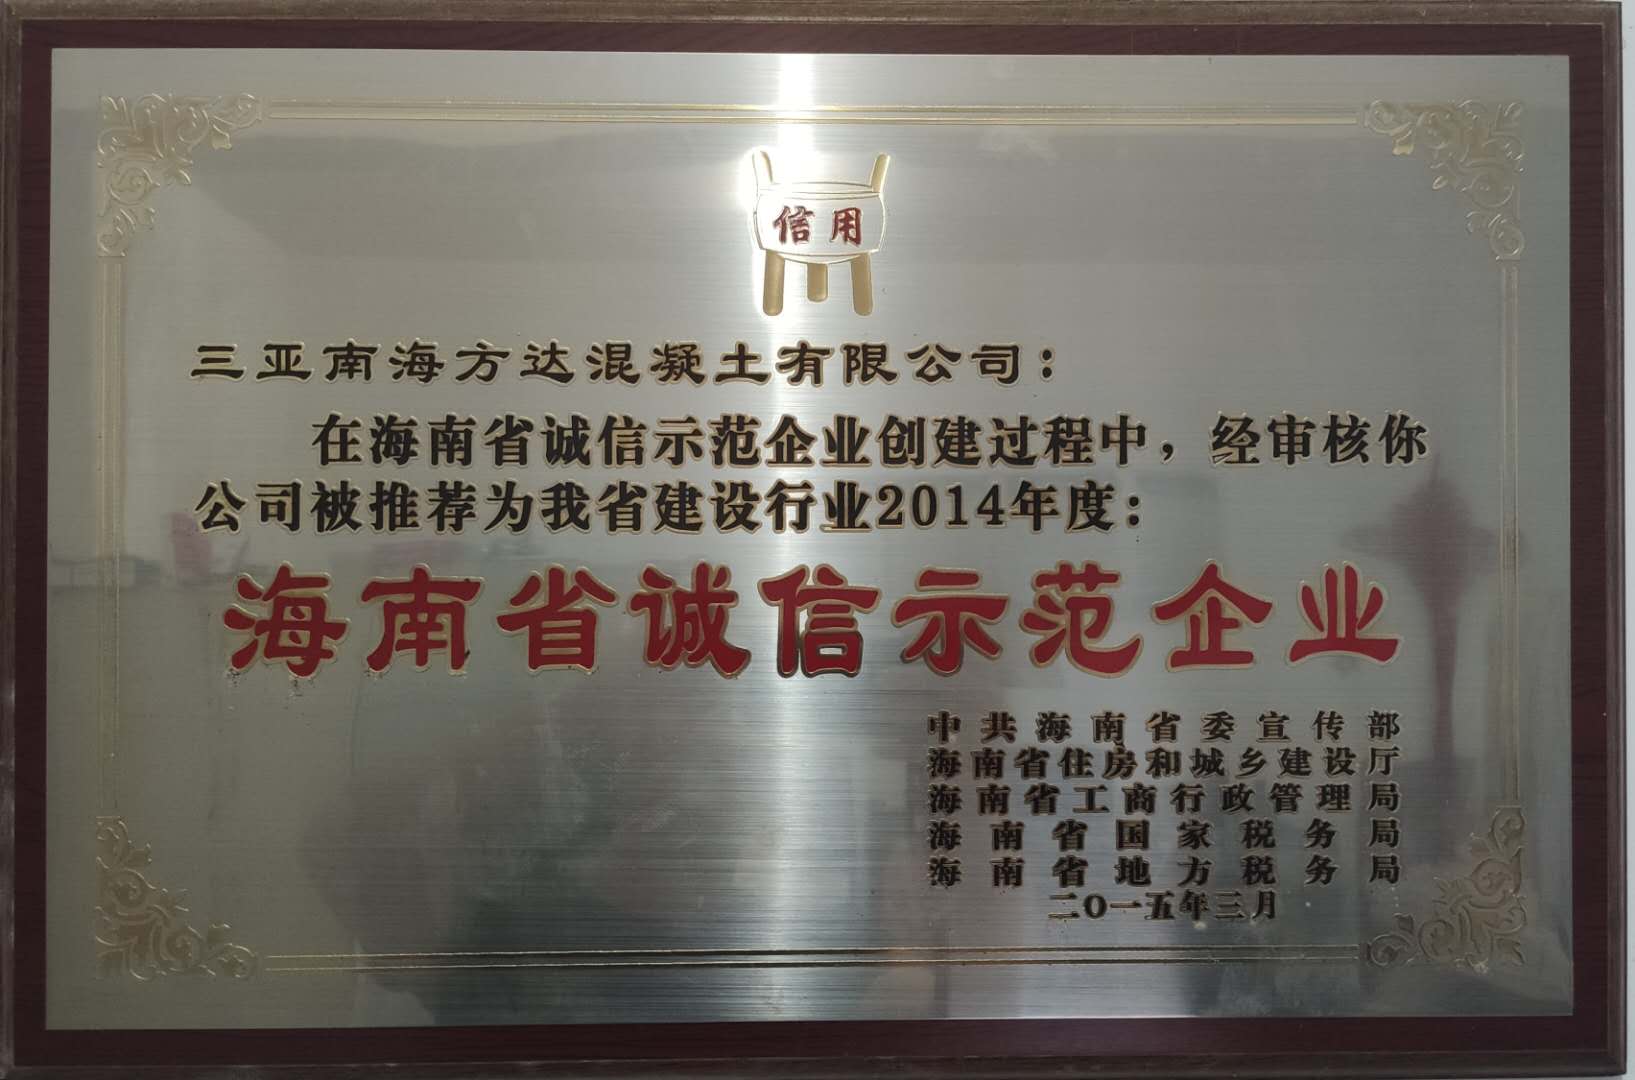 信用
三亚南海方达混凝土有限公司：
在海南省诚信示范企业创建过程中，经审核你
公司被推荐为我省建设行业2014年度：
海南省诚信示范企业
中共海南省委宣传部
海南省住房和城乡建设厅
海南省工商行政管理局
海南省国家税务局
海南省地方税务局
二O一五年三月